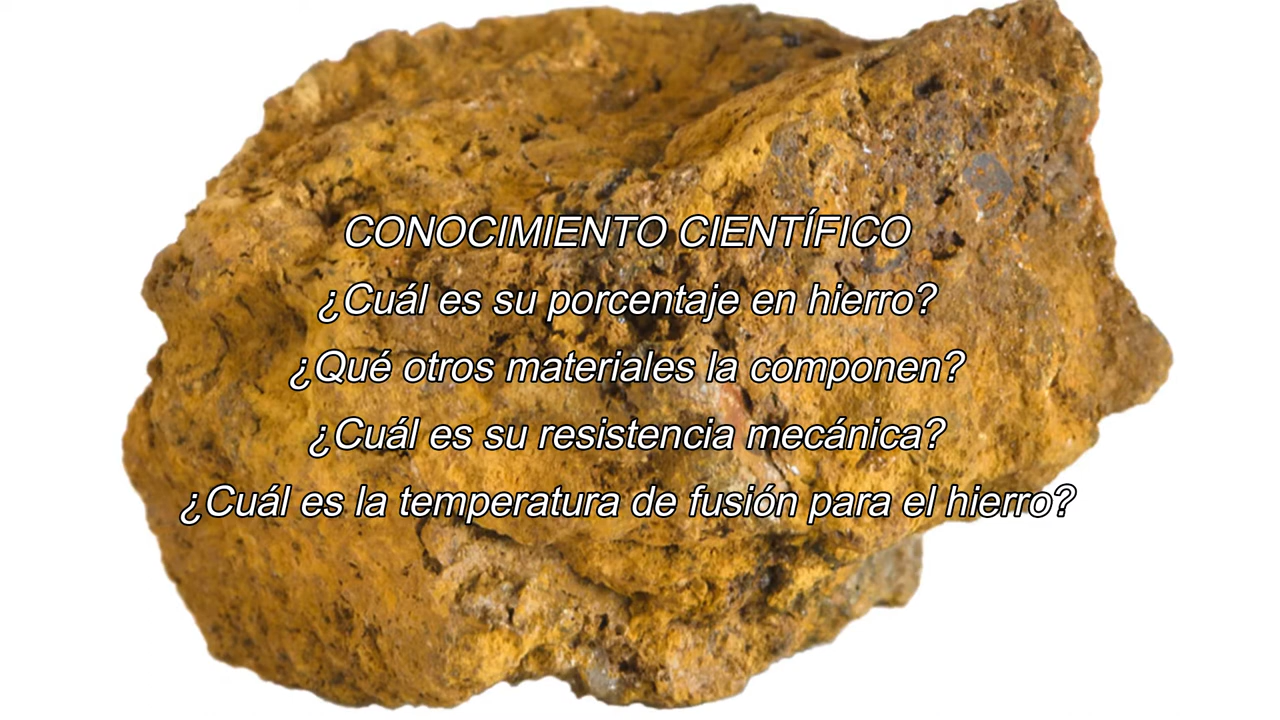 CONOCIMIENTO CIENTÍFICO
¿Cuál es su porcentaje en hierro?
¿Qué otros materiales la componen?
¿Cuál es su resistencia mecánica?
¿Cuál es la temperatura de fusión para el hierro?